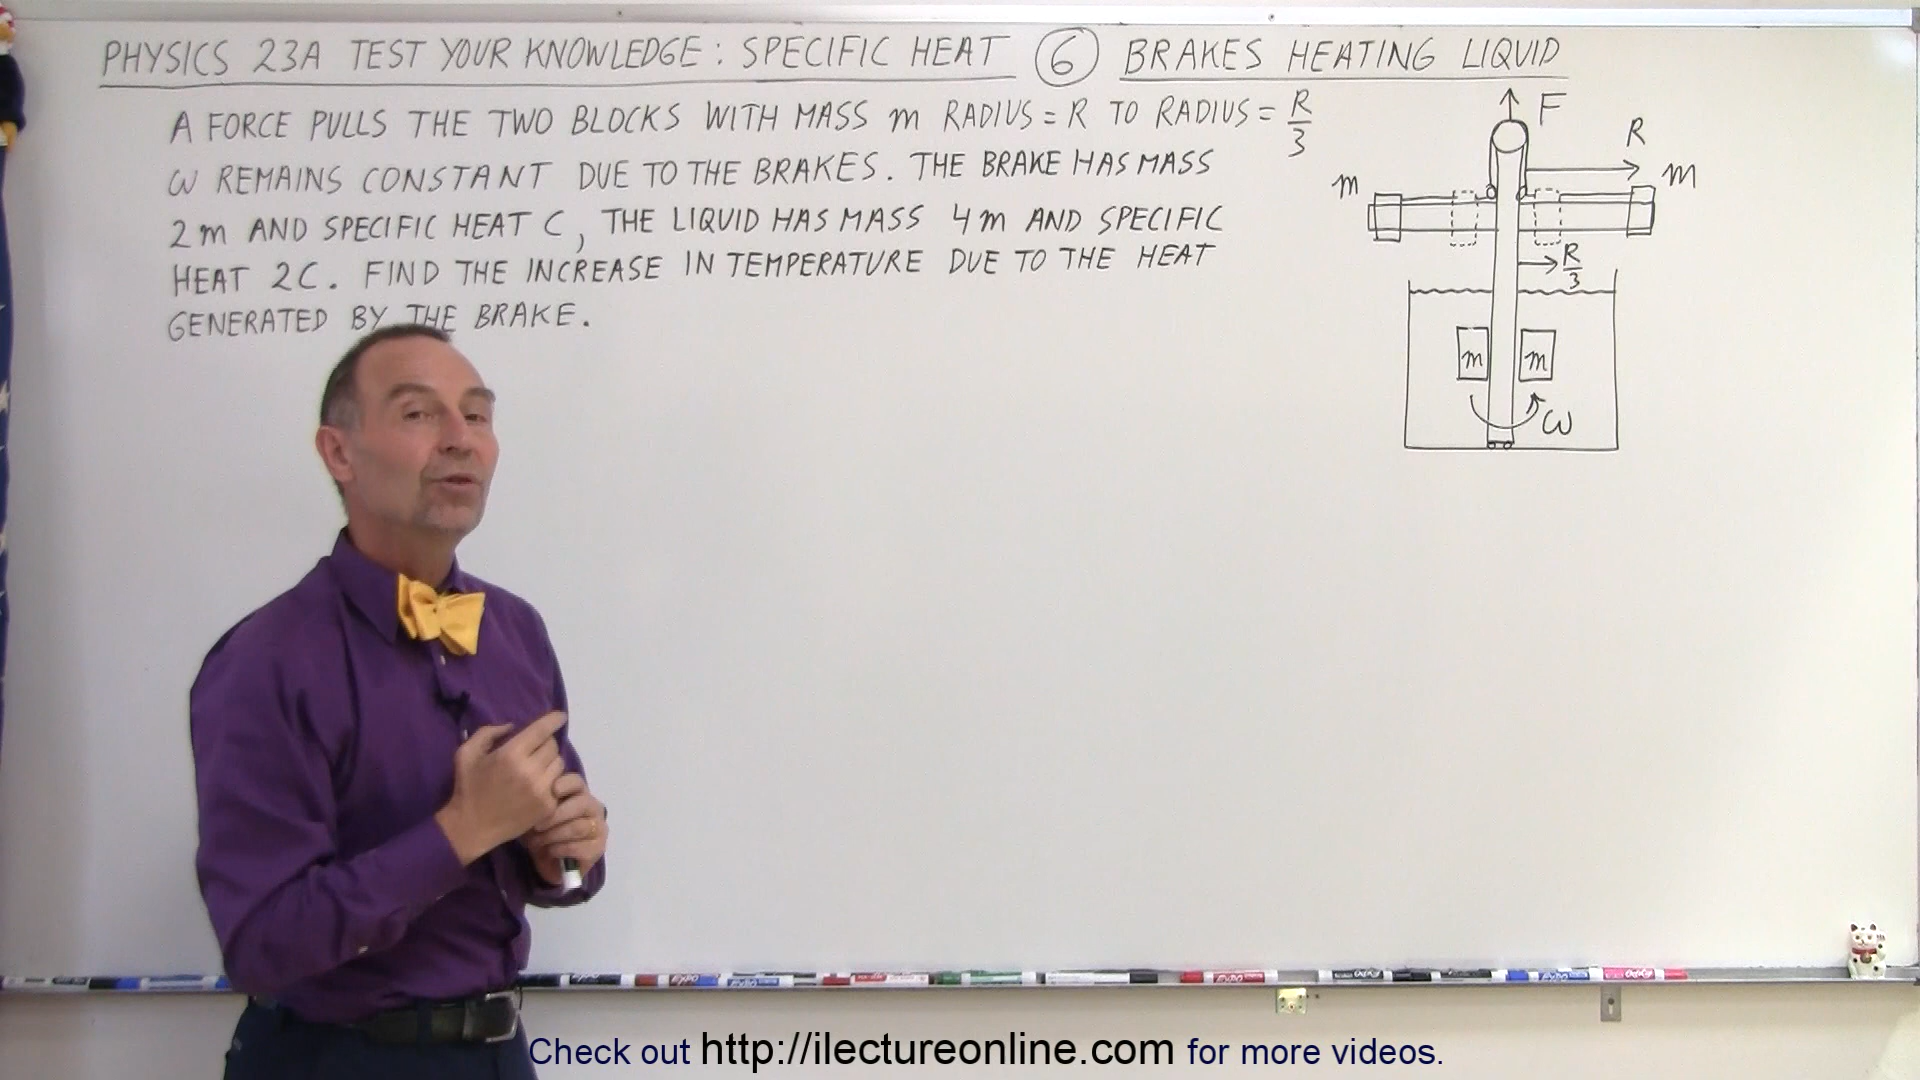 PHYSICS 23A TEST YOUR KNOWLEDGE: SPECIFIC HEAT 6 BRAKES HEATING LIQUID
A FORCE PULLS THE TWO BLOCKS WITH MASS m RADIUS = R TO RADIUS = R/3
ω REMAINS CONSTANT DUE TO THE BRAKES. THE BRAKE HAS MASS
2m AND SPECIFIC HEAT C, THE LIQUID HAS MASS 4m AND SPECIFIC
HEAT 2C. FIND THE INCREASE IN TEMPERATURE DUE TO THE HEAT
GENERATED BY THE BRAKE.
F
R
m m
R/3
m m
ω
Check out http://ilectureonline.com for more videos.